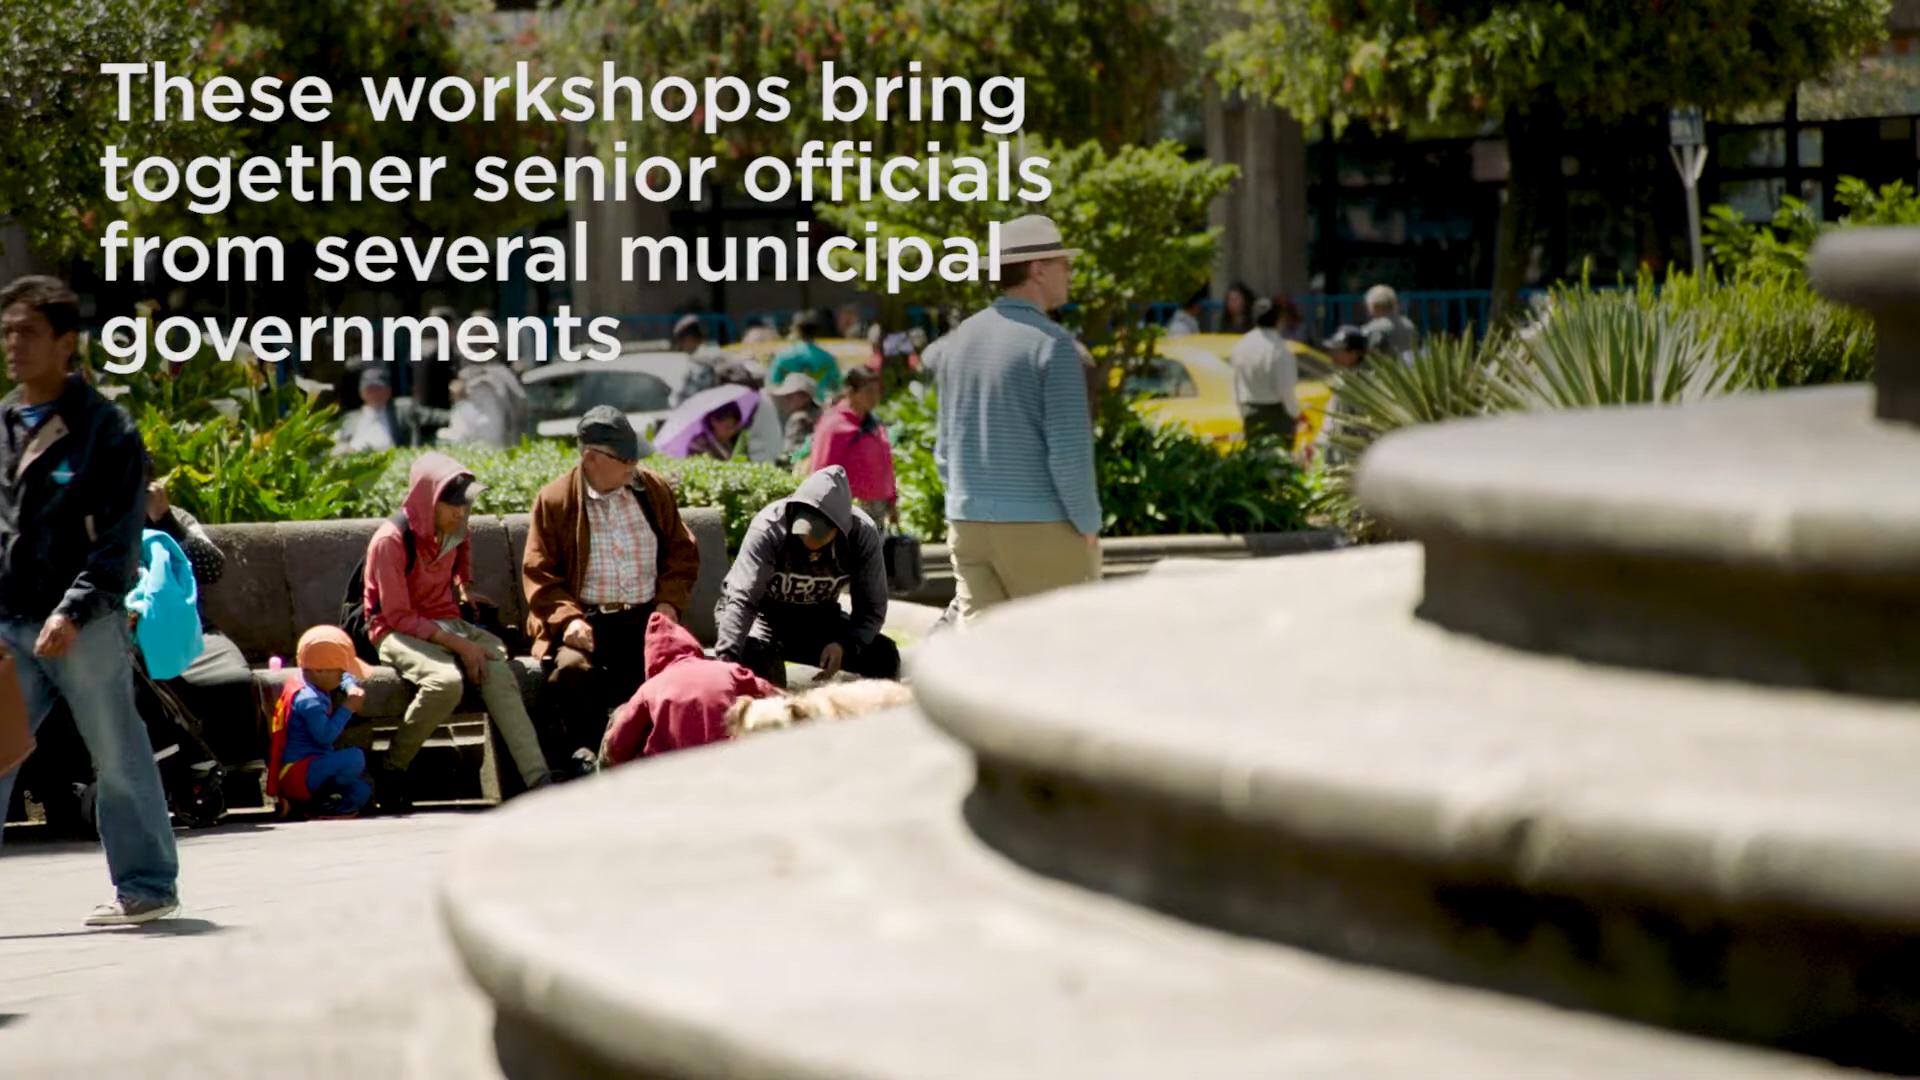 These workshops bring
together senior officials
from several municipal
governments